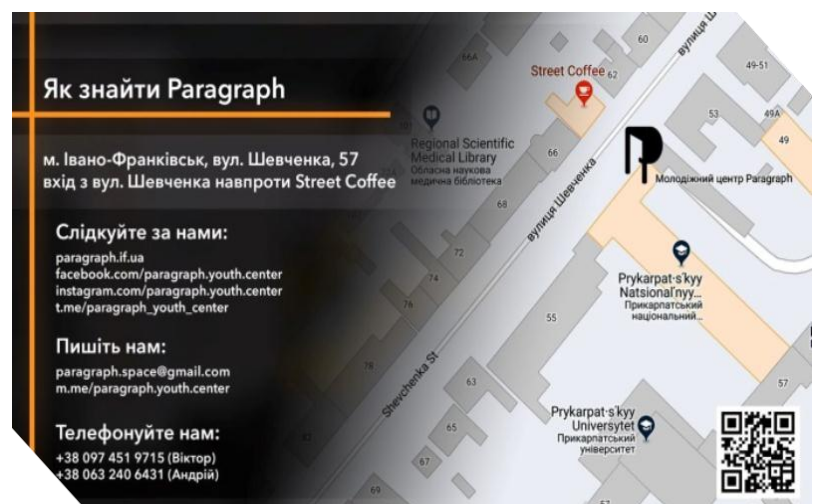 Як знайти Paragraph
м. Івано-Франківськ, вул. Шевченка, 57
вхід з вул. Шевченка навпроти Street Coffee
Слідкуйте за нами:
paragraph.if.ua
facebook.com/paragraph.youth.center
instagram.com/paragraph.youth.center
t.me/paragraph_youth_center
Пишіть нам:
paragraph.space@gmail.com
m.me/paragraph.youth.center
Телефонуйте нам:
+38 097 451 9715 (Віктор)
+38 063 240 6431 (Андрій)
66A
60
вулиця Ш
Street Coffee
62
49-51
53
49A
49
Regional Scientific
Medical Library
Обласна наукова
медична бібліотека
66
Молодіжний центр Paragraph
68
вулиця Шевченка
72
74
76
Prykarpat·s'kyy
Natsional'nyy...
Прикарпатський
національний...
55
78
Shevchenka St
63
57
65
Prykarpat·s'kyy
Universytet
Прикарпатський
університет
67
69